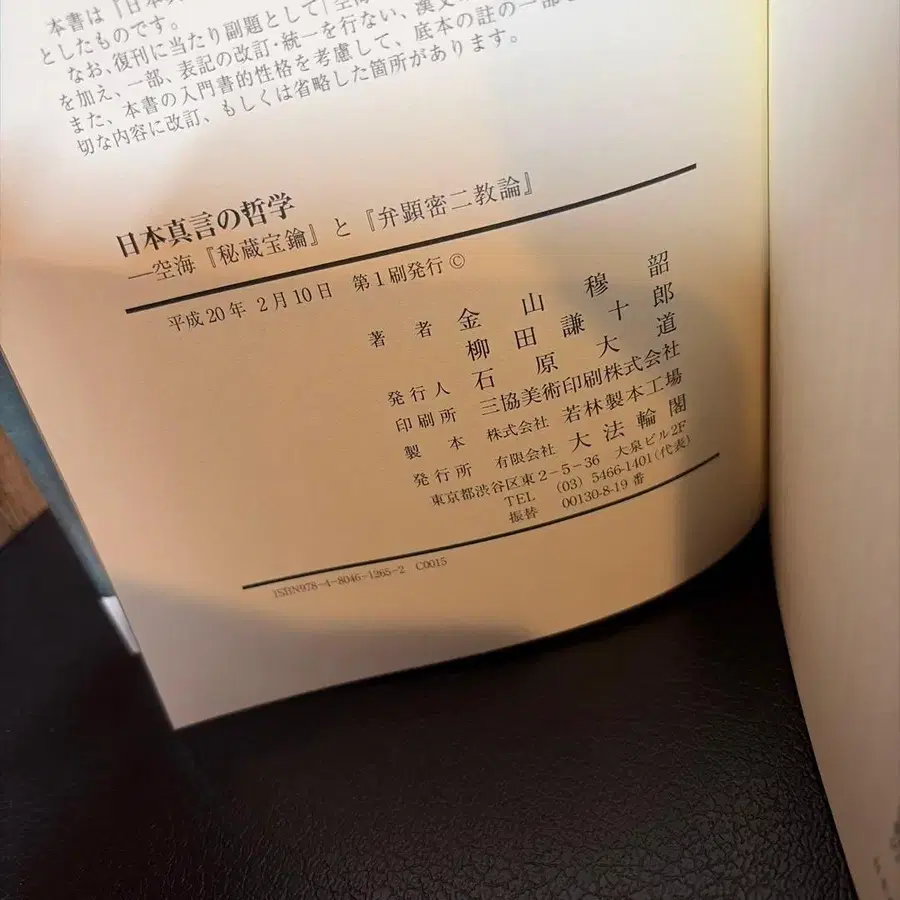 本書は『日本真
としたものです。
なお、復刊に当たり副題として「空海
を加え、一部、表記の改訂・統一を行ない、漢文
また、本書の入門書的性格を考慮して、底本の註の一部
切な内容に改訂、もしくは省略した箇所があります。
日本真言の哲学
―空海『秘蔵宝鑰』と『弁顕密二教論』
平成20年 2月10日 第1刷発行 ©
著者 金山穆韶
柳田謙十郎
発行人 石原大道
印刷所 三協美術印刷株式会社
製本 株式会社 若林製本工場
発行所 有限会社 大法輪閣
東京都渋谷区東2-5-36 大泉ビル2F
TEL (03) 5466-1401(代表)
振替 00130-8-19 番
ISBN978-4-8046-1265-2 C0015